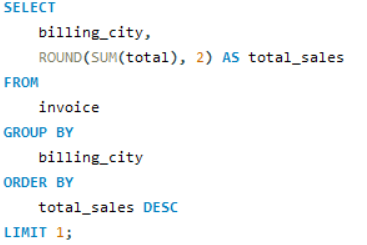 SELECT
    billing_city,
    ROUND(SUM(total), 2) AS total_sales
FROM
    invoice
GROUP BY
    billing_city
ORDER BY
    total_sales DESC
LIMIT 1;